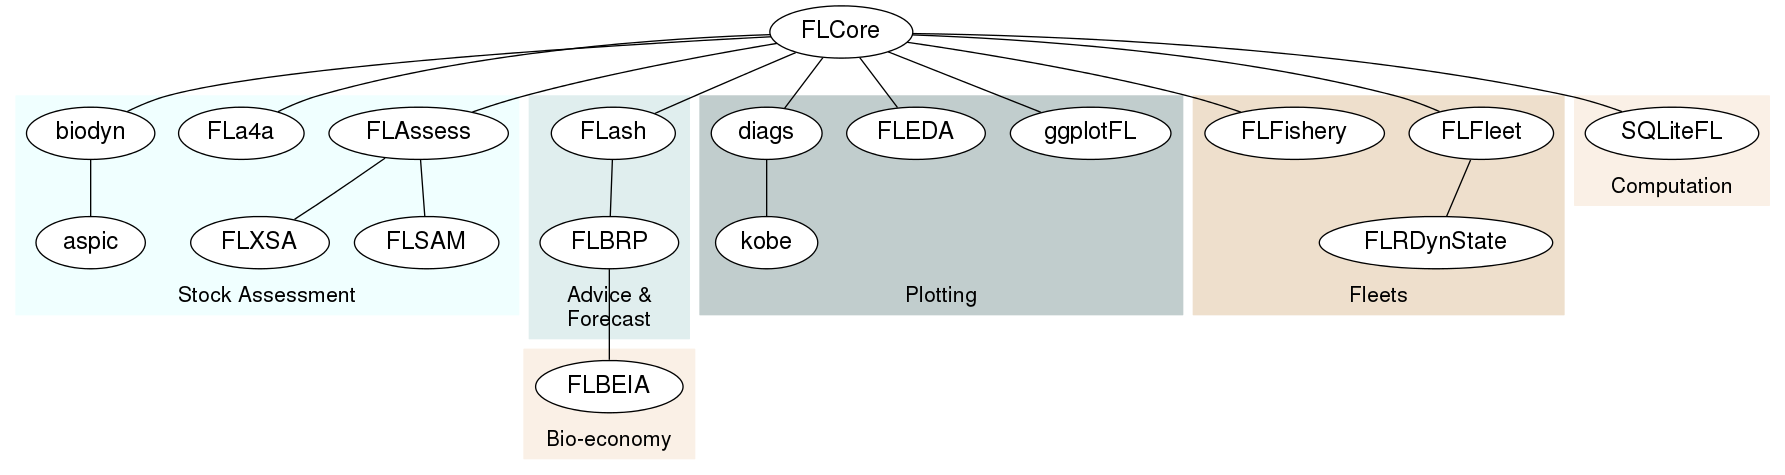 FLCore
biodyn
FLa4a
FLAssess
FLash
diags
FLEDA
ggplotFL
FLFishery
FLFleet
SQLiteFL
Computation
aspic
FLXSA
FLSAM
FLBRP
kobe
FLRDynState
Stock Assessment
Advice &
Forecast
Plotting
Fleets
FLBEIA
Bio-economy